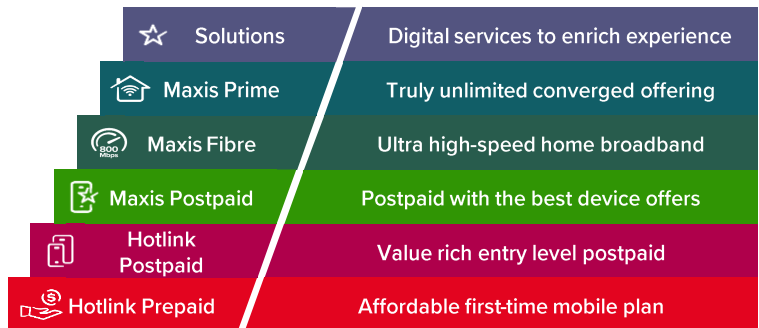 Solutions
Digital services to enrich experience
Maxis Prime
Truly unlimited converged offering
800
Mbps
Maxis Fibre
Ultra high-speed home broadband
Maxis Postpaid
Postpaid with the best device offers
Hotlink
Postpaid
Value rich entry level postpaid
$
Hotlink Prepaid
Affordable first-time mobile plan